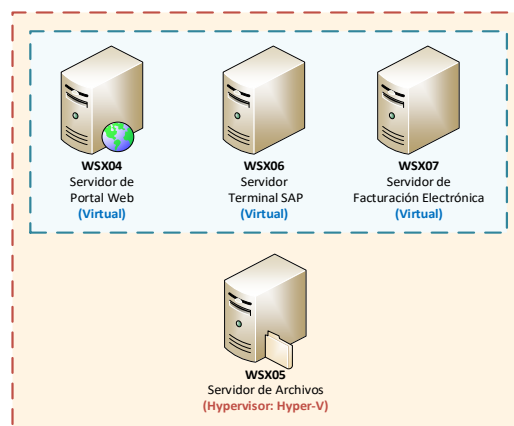 WSX04
Servidor de
Portal Web
(Virtual)
WSX06
Servidor
Terminal SAP
(Virtual)
WSX07
Servidor de
Facturación Electrónica
(Virtual)
WSX05
Servidor de Archivos
(Hypervisor: Hyper-V)